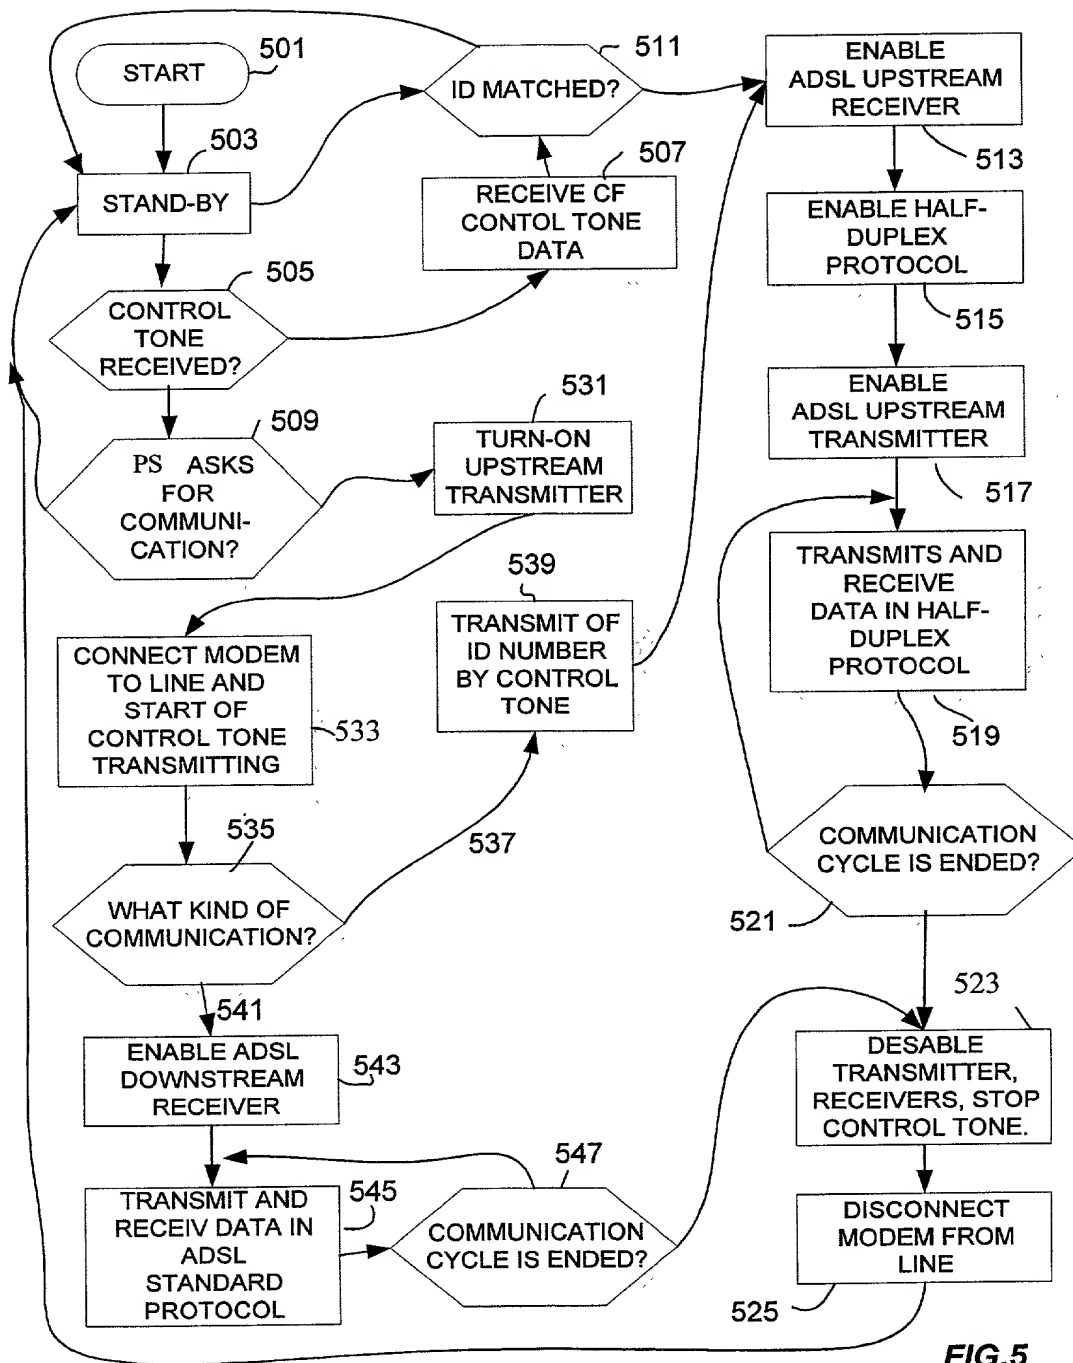 START
501
503
STAND-BY
505
CONTROL
TONE
RECEIVED?
509
PS ASKS
FOR
COMMUNI-
CATION?
511
ID MATCHED?
507
RECEIVE CF
CONTOL TONE
DATA
531
TURN-ON
UPSTREAM
TRANSMITTER
CONNECT MODEM
TO LINE AND
START OF
CONTROL TONE
TRANSMITTING
533
539
TRANSMIT OF
ID NUMBER
BY CONTROL
TONE
535
WHAT KIND OF
COMMUNICATION?
537
541
ENABLE ADSL
DOWNSTREAM
RECEIVER
543
TRANSMIT AND
RECEIV DATA IN
ADSL
STANDARD
PROTOCOL
545
547
COMMUNICATION
CYCLE IS ENDED?
ENABLE
ADSL UPSTREAM
RECEIVER
513
ENABLE HALF-
DUPLEX
PROTOCOL
515
ENABLE
ADSL UPSTREAM
TRANSMITTER
517
TRANSMITS AND
RECEIVE
DATA IN HALF-
DUPLEX
PROTOCOL
519
COMMUNICATION
CYCLE IS ENDED?
521
523
DESABLE
TRANSMITTER,
RECEIVERS, STOP
CONTROL TONE.
DISCONNECT
MODEM FROM
LINE
525
FIG.5